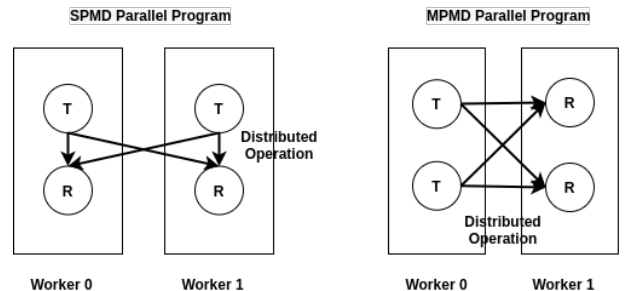 SPMD Parallel Program
MPMD Parallel Program
T
T
Distributed
Operation
R
R
Worker 0
Worker 1
T
R
T
R
Distributed
Operation
Worker 0
Worker 1